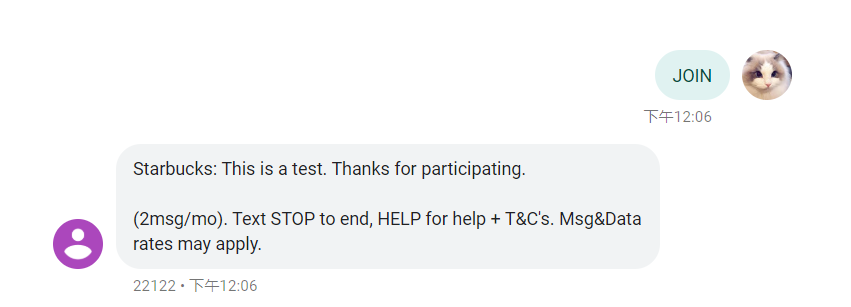 JOIN
下午12:06
Starbucks: This is a test. Thanks for participating.
(2msg/mo). Text STOP to end, HELP for help + T&C's. Msg&Data
rates may apply.
22122 • 下午12:06